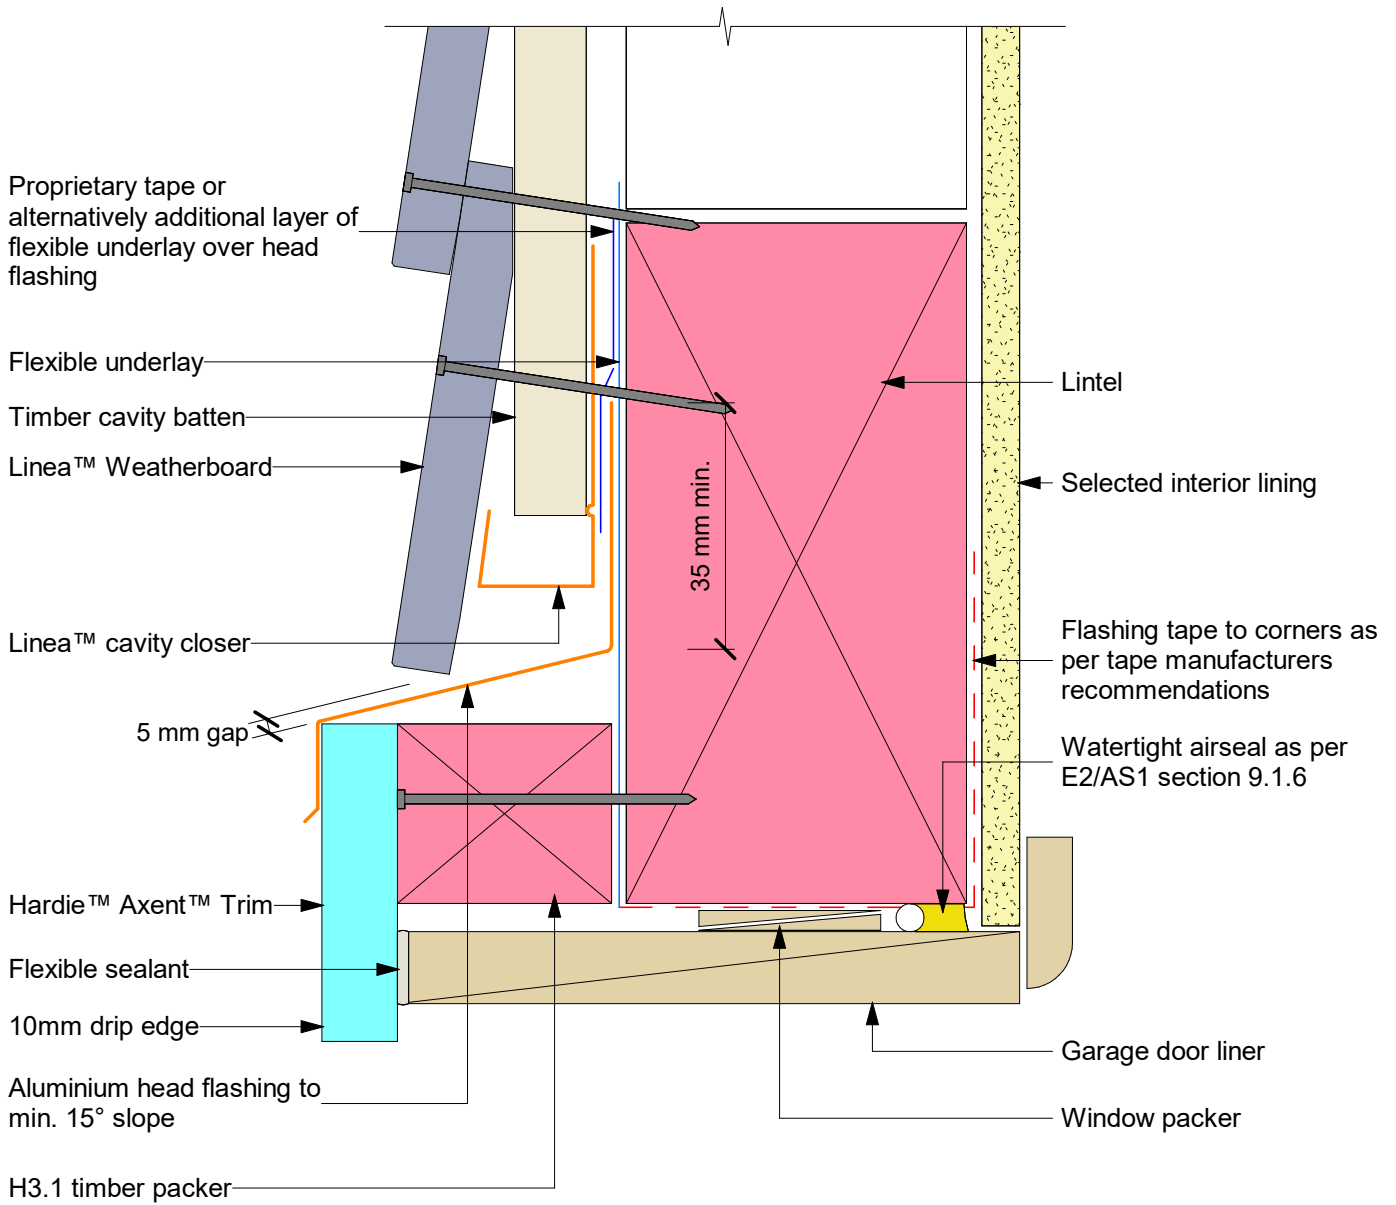 Proprietary tape or
alternatively additional layer of
flexible underlay over head
flashing
Flexible underlay
Timber cavity batten
Linea™ Weatherboard
Linea™ cavity closer
5 mm gap
Hardie™ Axent™ Trim
Flexible sealant
10mm drip edge
Aluminium head flashing to
min. 15° slope
H3.1 timber packer
35 mm min.
Lintel
Selected interior lining
Flashing tape to corners as
per tape manufacturers
recommendations
Watertight airseal as per
E2/AS1 section 9.1.6
Garage door liner
Window packer